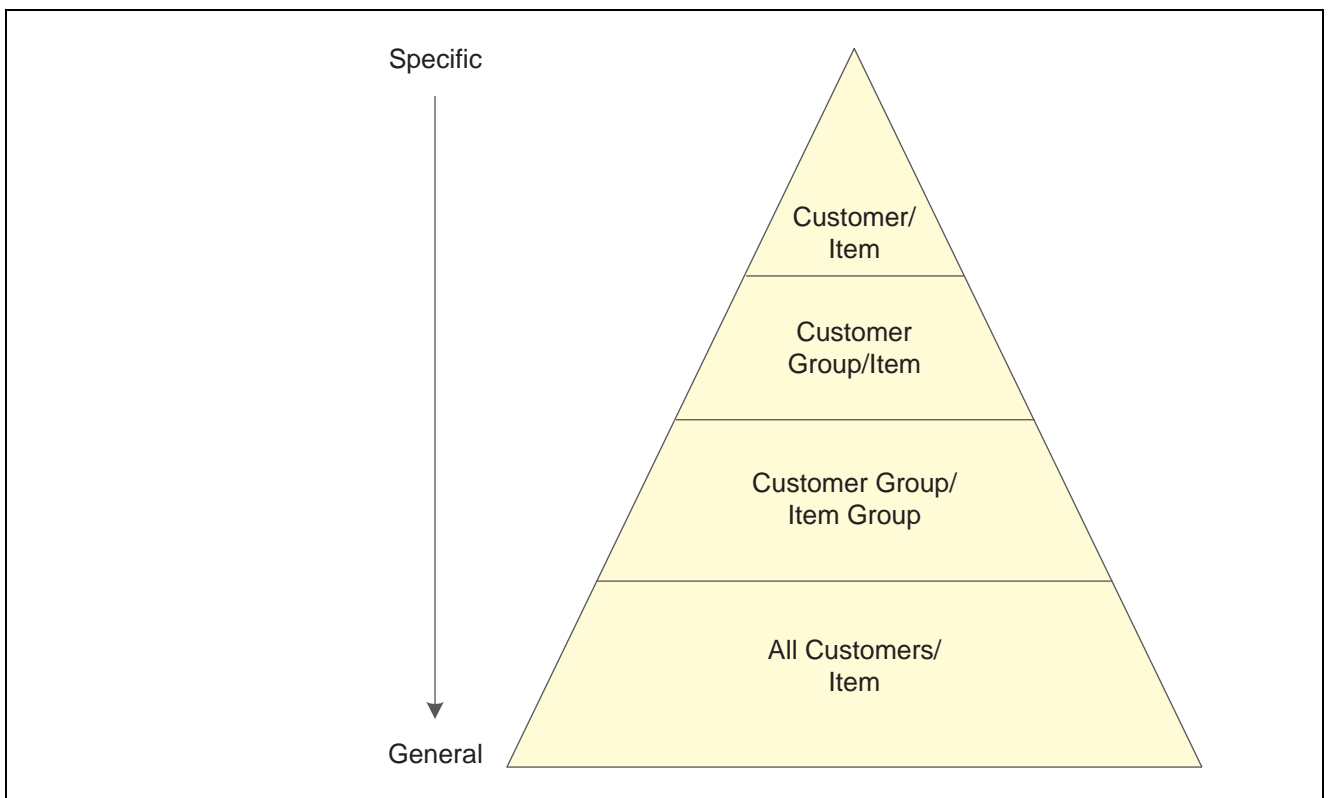 Specific
Customer/
Item
Customer
Group/Item
Customer Group/
Item Group
All Customers/
Item
General